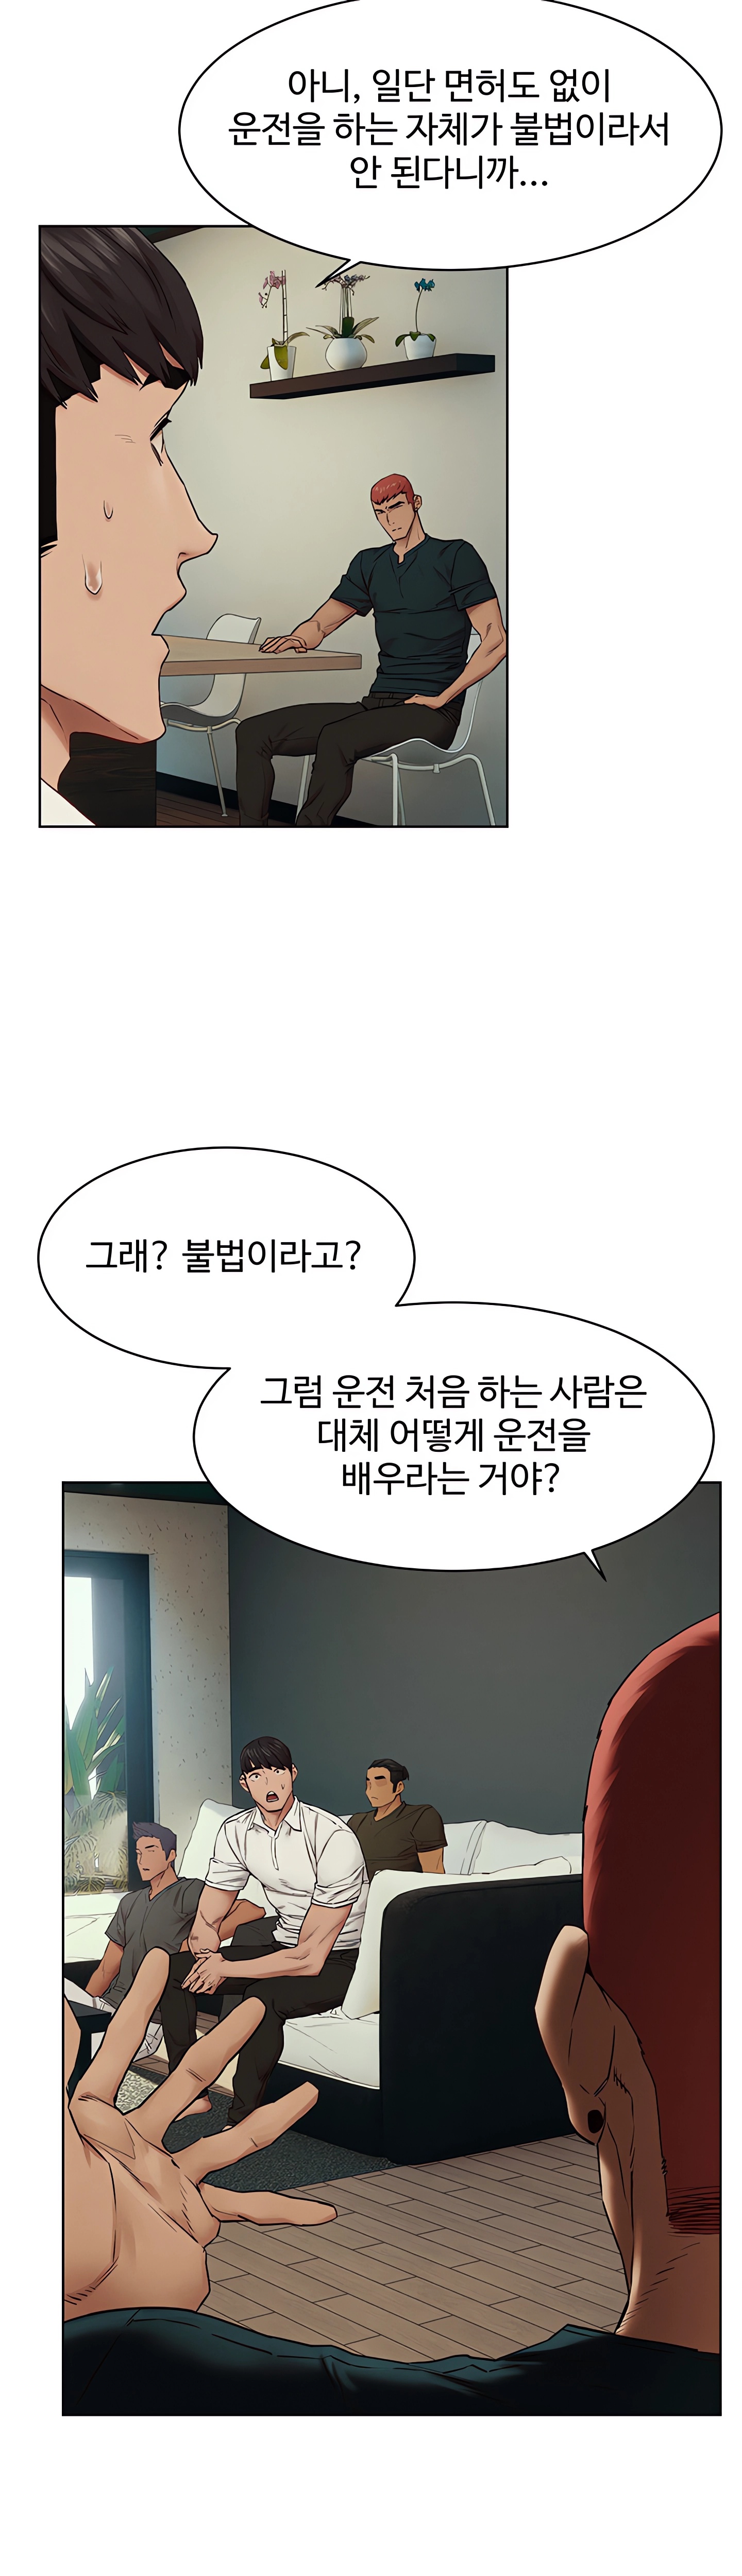 아니, 일단 면허도 없이
운전을 하는 자체가 불법이라서
안 된다니까...
그래? 불법이라고?
그럼 운전 처음 하는 사람은
대체 어떻게 운전을
배우라는 거야?